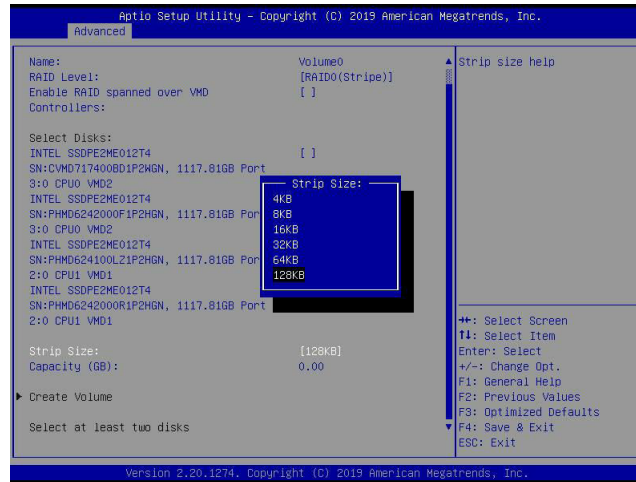 Aptio Setup Utility – Copyright (C) 2019 American Megatrends, Inc.
Advanced
Name: Volume0
RAID Level: [RAID0(Stripe)]
Enable RAID spanned over VMD [ ]
Controllers:
Select Disks:
INTEL SSDPE2ME012T4 [ ]
SN:CVMD717400BD1P2WGN, 1117.81GB Port
3:0 CPU0 VMD2
INTEL SSDPE2ME012T4
SN:PHMD6242000F1P2HGN, 1117.81GB Por
3:0 CPU0 VMD2
INTEL SSDPE2ME012T4
SN:PHMD624100LZ1P2HGN, 1117.81GB Por
2:0 CPU1 VMD1
INTEL SSDPE2ME012T4
SN:PHMD6242000R1P2HGN, 1117.81GB Port
2:0 CPU1 VMD1
Strip Size: [128KB]
Capacity (GB): 0.00
Create Volume
Select at least two disks
Strip Size:
4KB
8KB
16KB
32KB
64KB
128KB
Strip size help
→←: Select Screen
↑↓: Select Item
Enter: Select
+/-: Change Opt.
F1: General Help
F2: Previous Values
F3: Optimized Defaults
F4: Save & Exit
ESC: Exit
Version 2.20.1274. Copyright (C) 2019 American Megatrends, Inc.